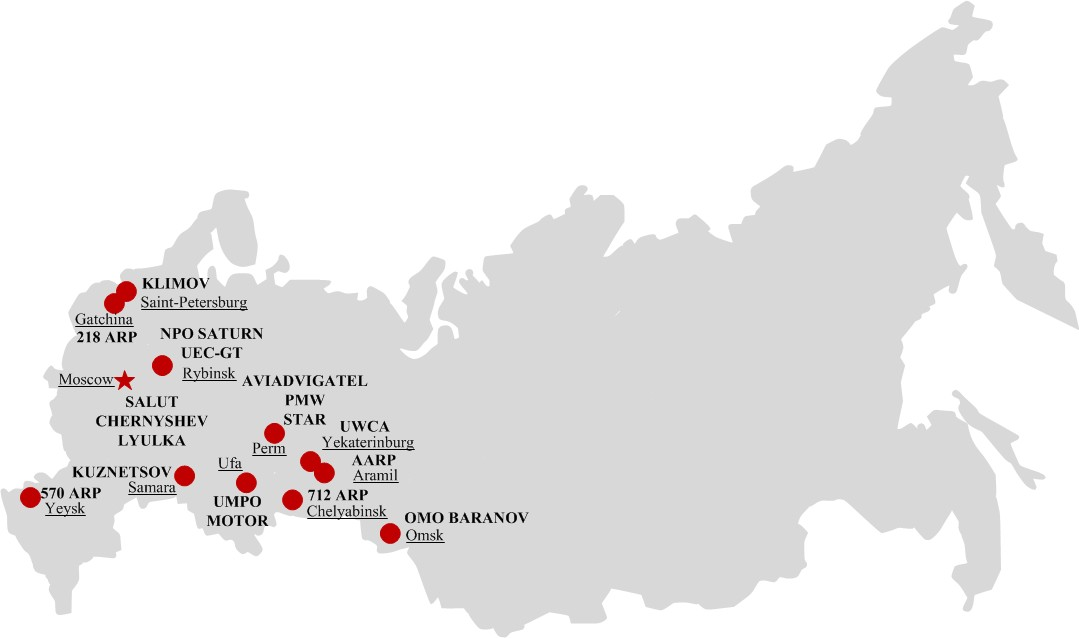 KLIMOV
Saint-Petersburg
Gatchina
218 ARP
NPO SATURN
UEC-GT
Rybinsk
Moscow
SALUT
CHERNYSHEV
LYULKA
AVIADVIGATEL
PMW
STAR
Perm
UWCA
Yekaterinburg
AARP
Aramil
KUZNETSOV
Samara
Ufa
UMPO
MOTOR
712 ARP
Chelyabinsk
570 ARP
Yeysk
OMO BARANOV
Omsk